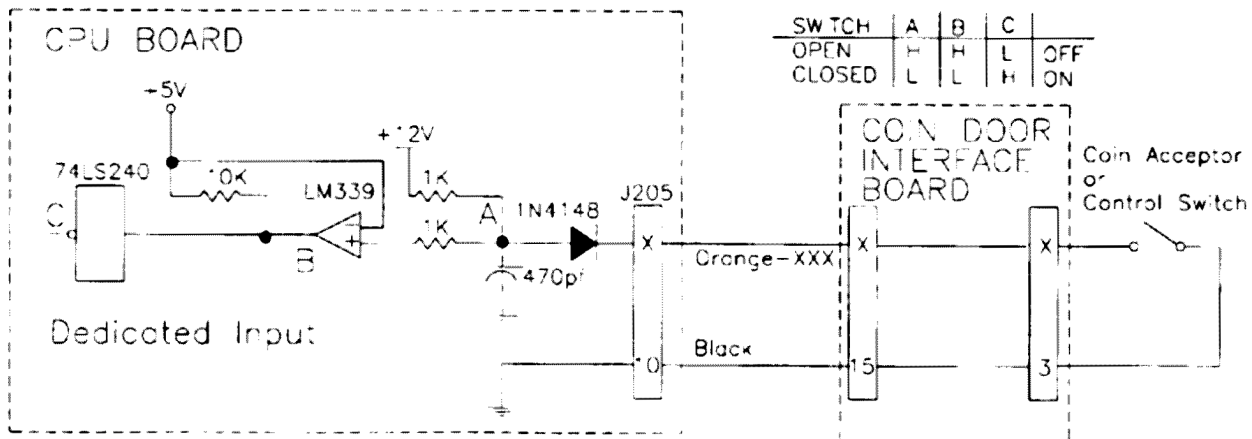 CPU BOARD
+5V
74LS240
10K
LM339
+12V
1K
1K
A
1N4148
J205
C
B
+
X
470pf
Dedicated Input
10
Orange-XXX
Black
SWITCH A B C
OPEN H H L OFF
CLOSED L L H ON
COIN DOOR
INTERFACE
BOARD
X
X
15
3
Coin Acceptor
or
Control Switch